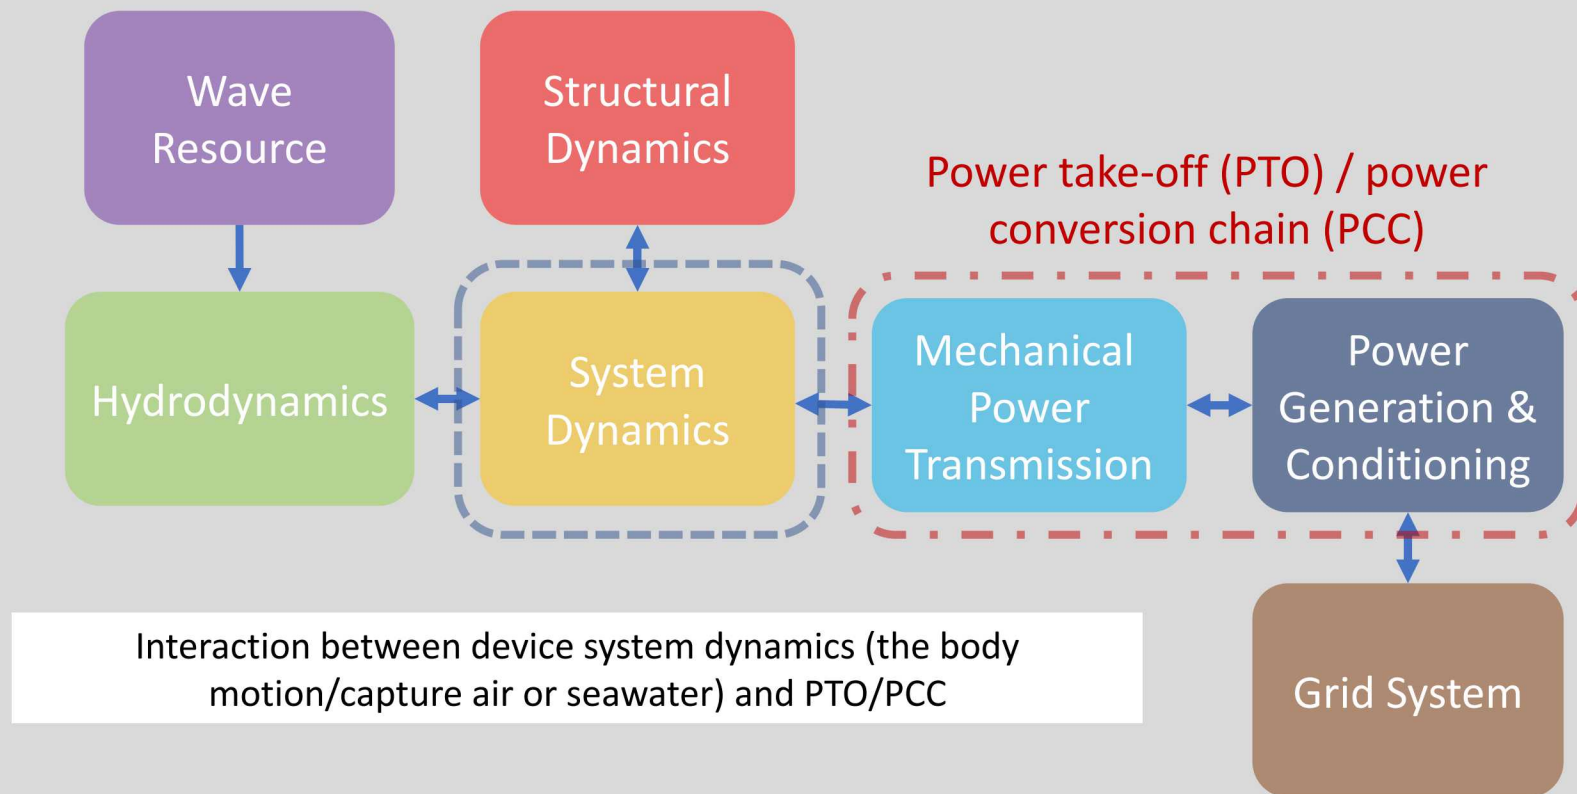 Wave
Resource
Structural
Dynamics
Power take-off (PTO) / power
conversion chain (PCC)
Hydrodynamics
System
Dynamics
Mechanical
Power
Transmission
Power
Generation &
Conditioning
Interaction between device system dynamics (the body
motion/capture air or seawater) and PTO/PCC
Grid System